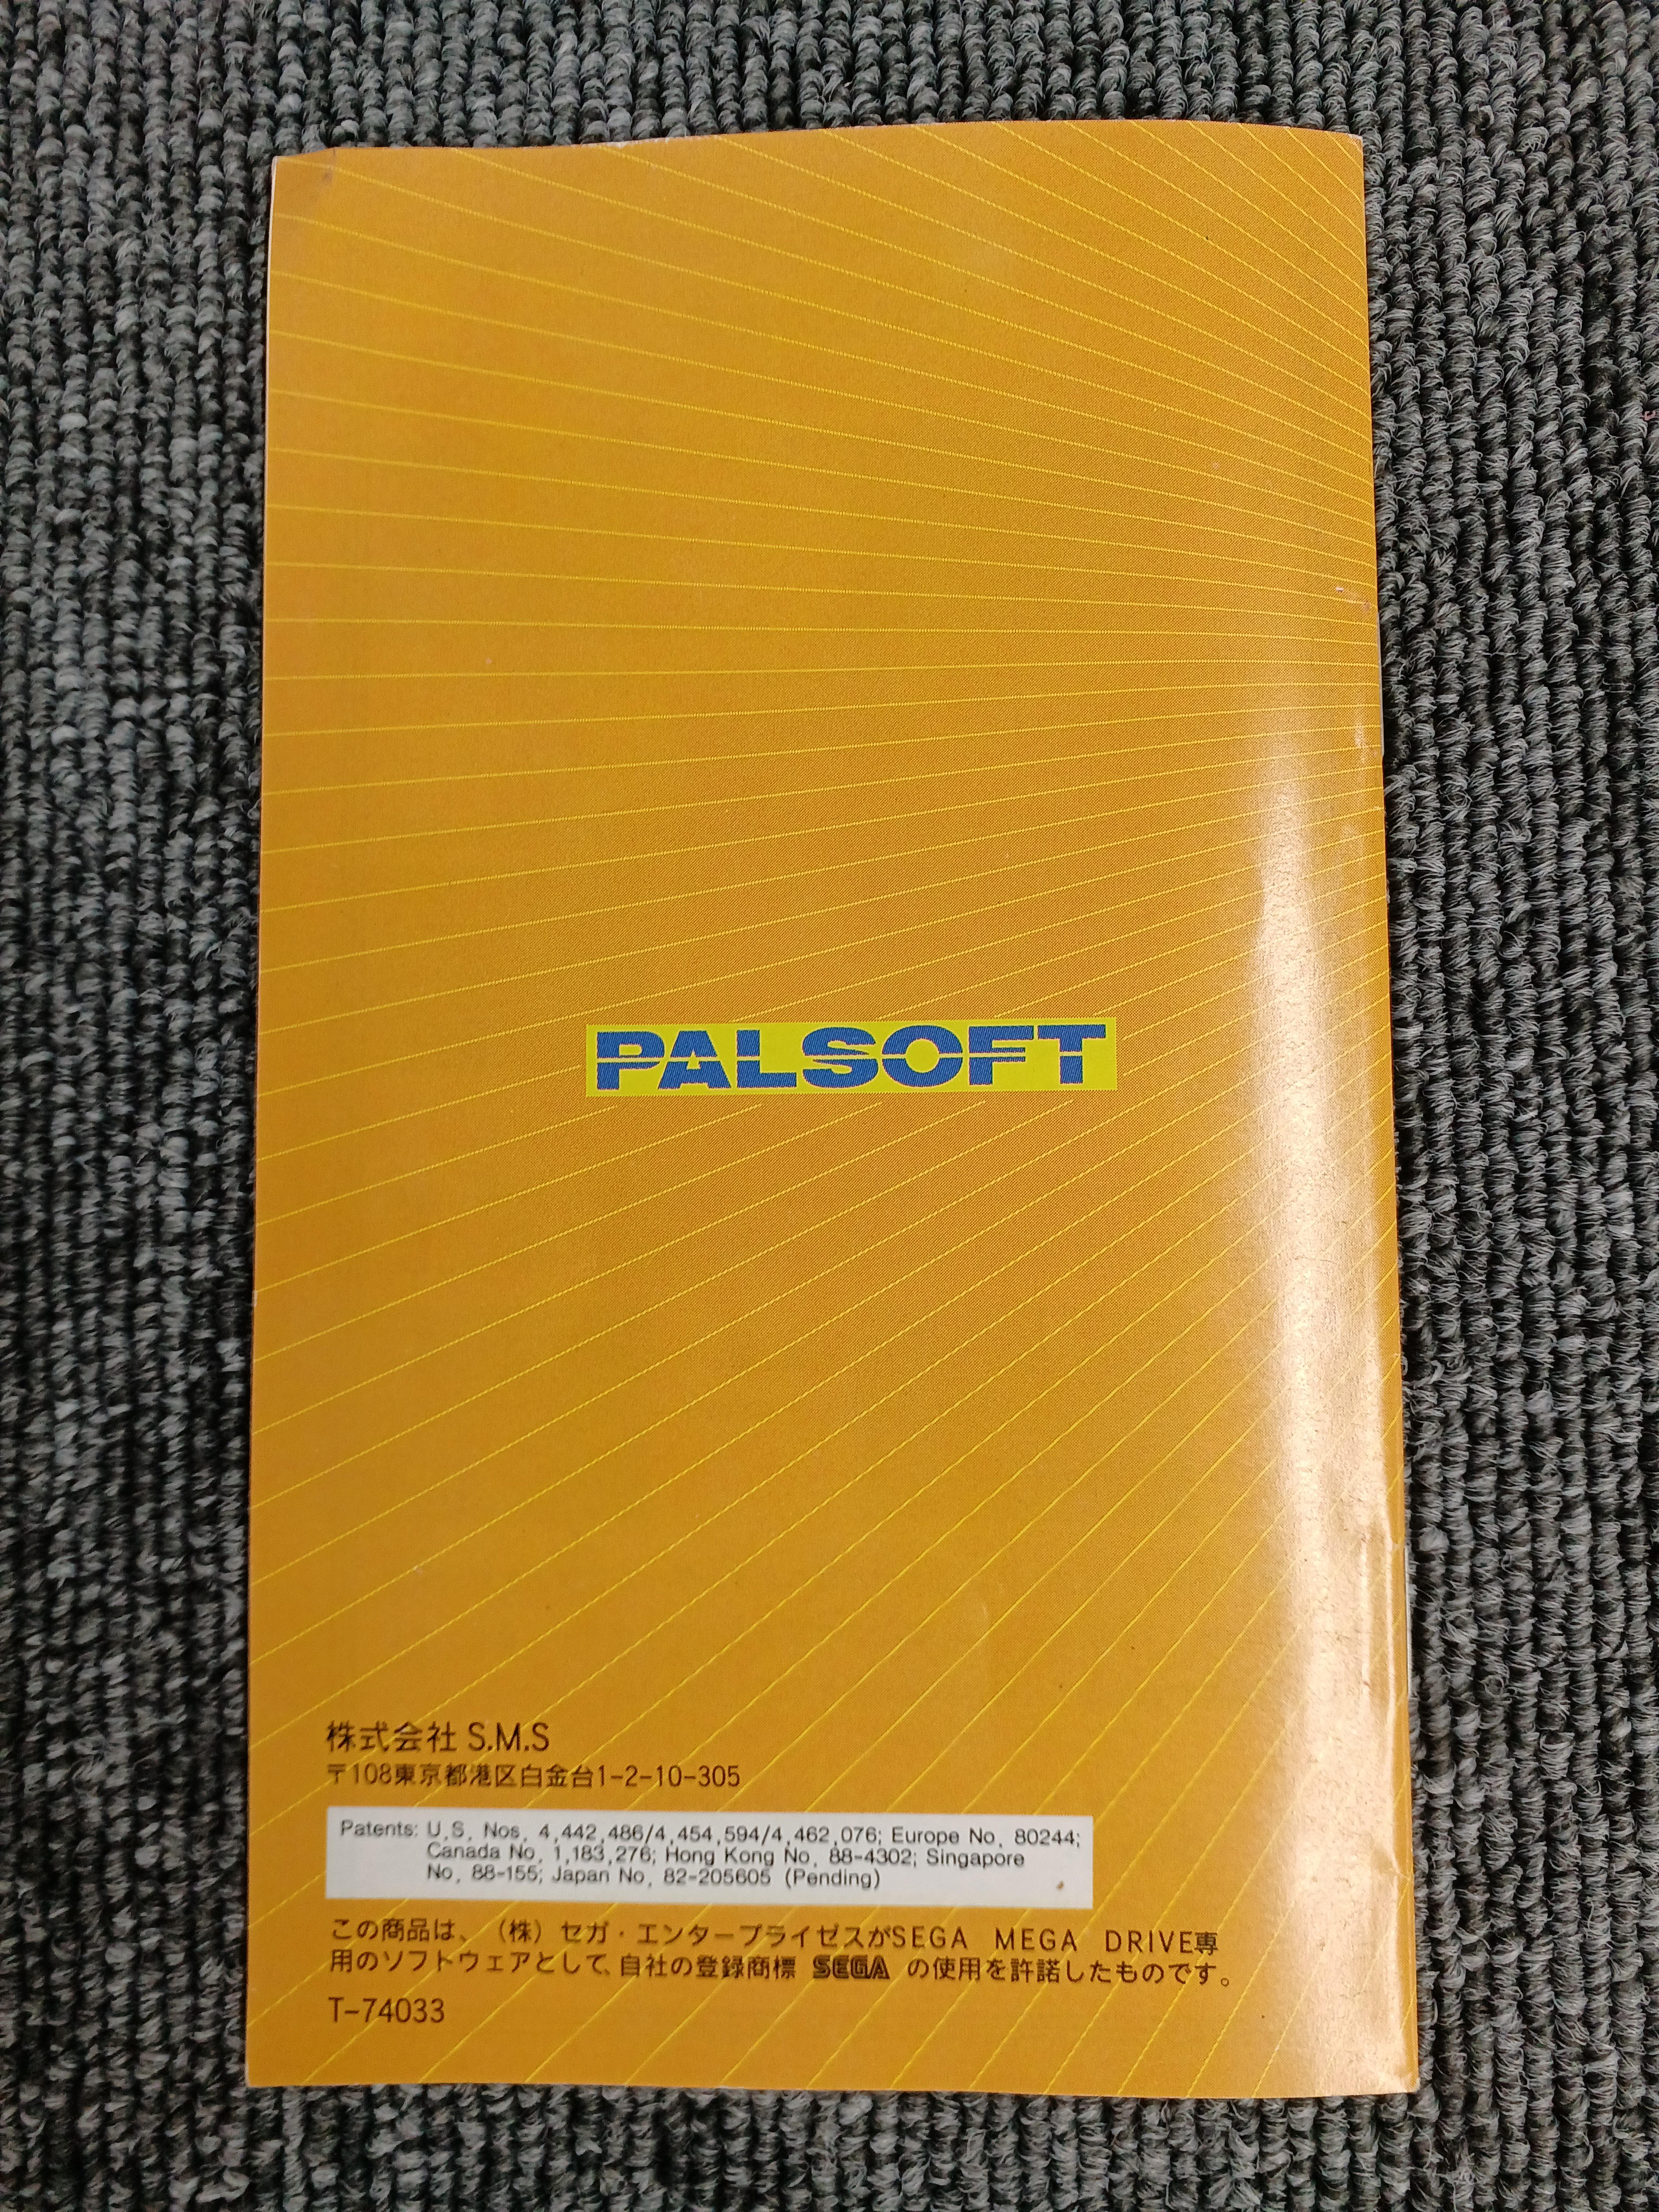 PALSOFT
株式会社 S.M.S
〒108東京都港区白金台1-2-10-305
Patents: U.S. Nos. 4,442,486/4,454,594/4,462,076; Europe No. 80244;
Canada No. 1,183,276; Hong Kong No. 88-4302; Singapore
No. 88-155; Japan No. 82-205605 (Pending)
この商品は、(株)セガ・エンタープライゼスがSEGA MEGA DRIVE専
用のソフトウェアとして、自社の登録商標 SEGA の使用を許諾したものです。
T-74033